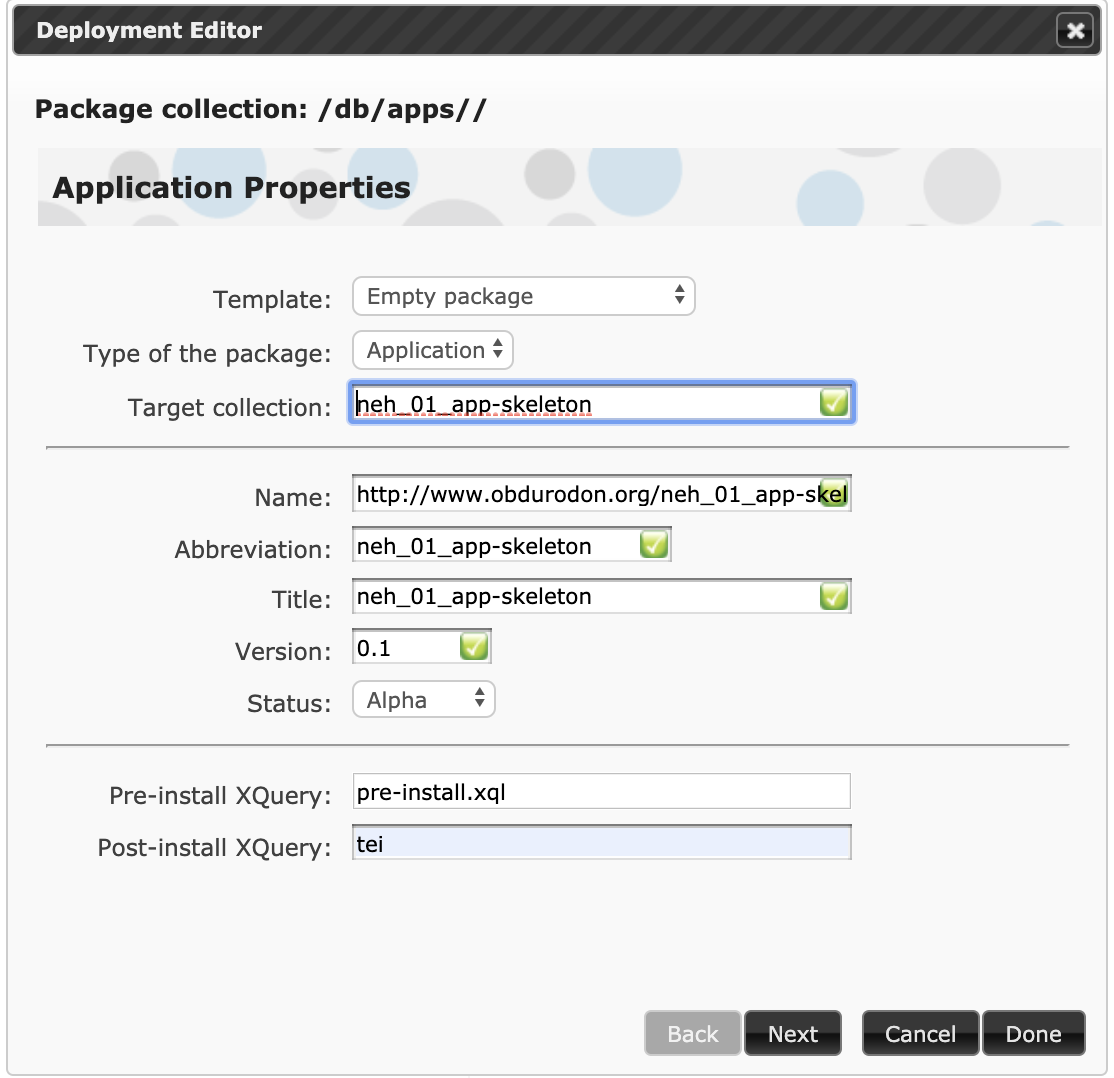 Deployment Editor
Package collection: /db/apps//
Application Properties
Template: Empty package
Type of the package: Application
Target collection: neh_01_app-skeleton
Name: http://www.obdurodon.org/neh_01_app-skel
Abbreviation: neh_01_app-skeleton
Title: neh_01_app-skeleton
Version: 0.1
Status: Alpha
Pre-install XQuery: pre-install.xql
Post-install XQuery: tei
Back Next Cancel Done